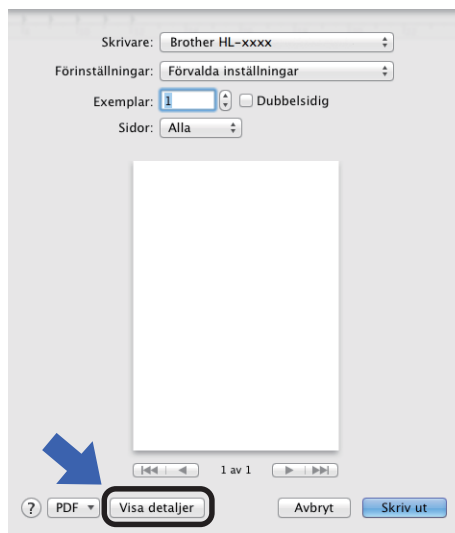 Skrivare: Brother HL-xxxx
Förinställningar: Förvalda inställningar
Exemplar: 1 Dubbelsidig
Sidor: Alla
1 av 1
? PDF Visa detaljer Avbryt Skriv ut